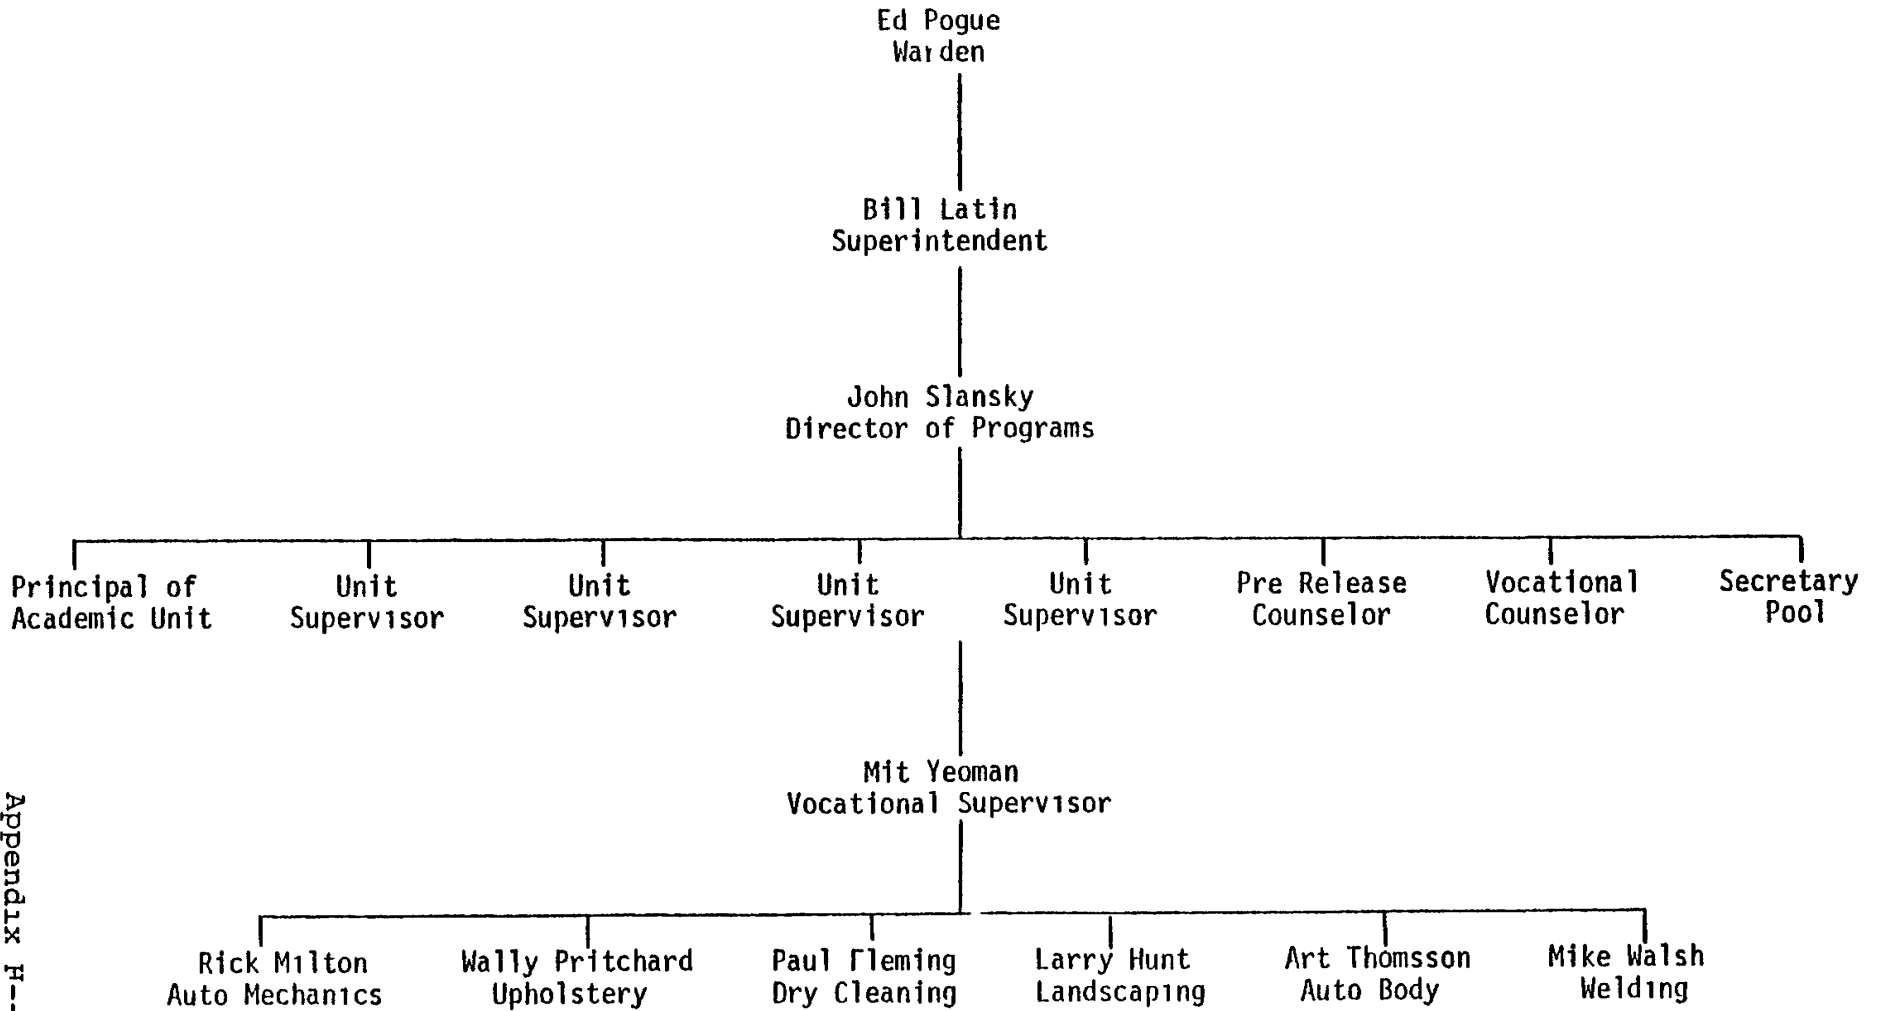 Ed Pogue
Warden
Bill Latin
Superintendent
John Slansky
Director of Programs
Principal of
Academic Unit
Unit
Supervisor
Unit
Supervisor
Unit
Supervisor
Unit
Supervisor
Pre Release
Counselor
Vocational
Counselor
Secretary
Pool
Mit Yeoman
Vocational Supervisor
Rick Milton
Auto Mechanics
Wally Pritchard
Upholstery
Paul Fleming
Dry Cleaning
Larry Hunt
Landscaping
Art Thomsson
Auto Body
Mike Walsh
Welding
Appendix H--